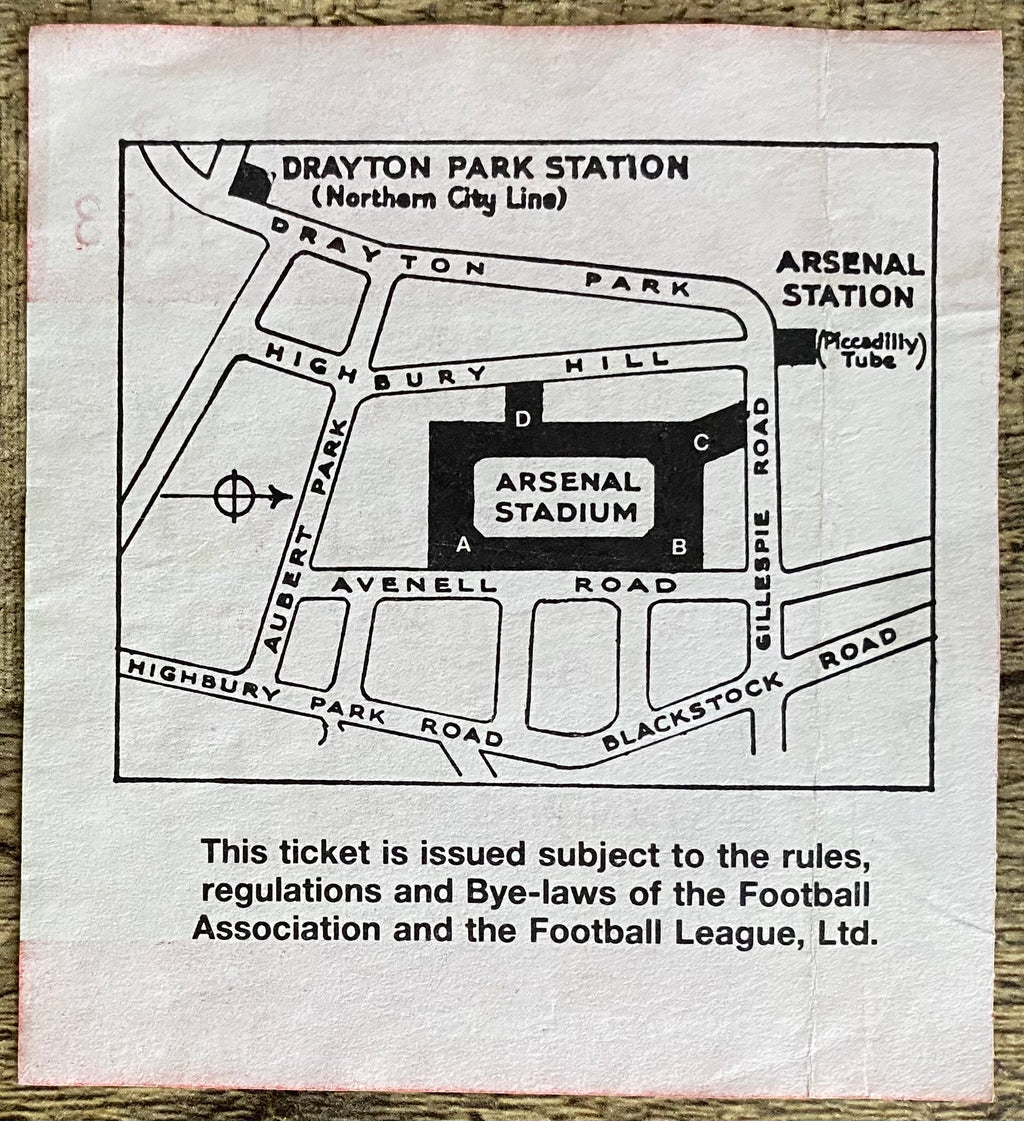 DRAYTON PARK STATION
(Northern City Line)
DRAYTON PARK
ARSENAL
STATION
(Piccadilly)
Tube
HIGHBURY HILL
D
C
ARSENAL
STADIUM
A
B
AUBERT PARK
GILLESPIE ROAD
AVENELL ROAD
HIGHBURY PARK ROAD
BLACKSTOCK ROAD
This ticket is issued subject to the rules,
regulations and Bye-laws of the Football
Association and the Football League, Ltd.